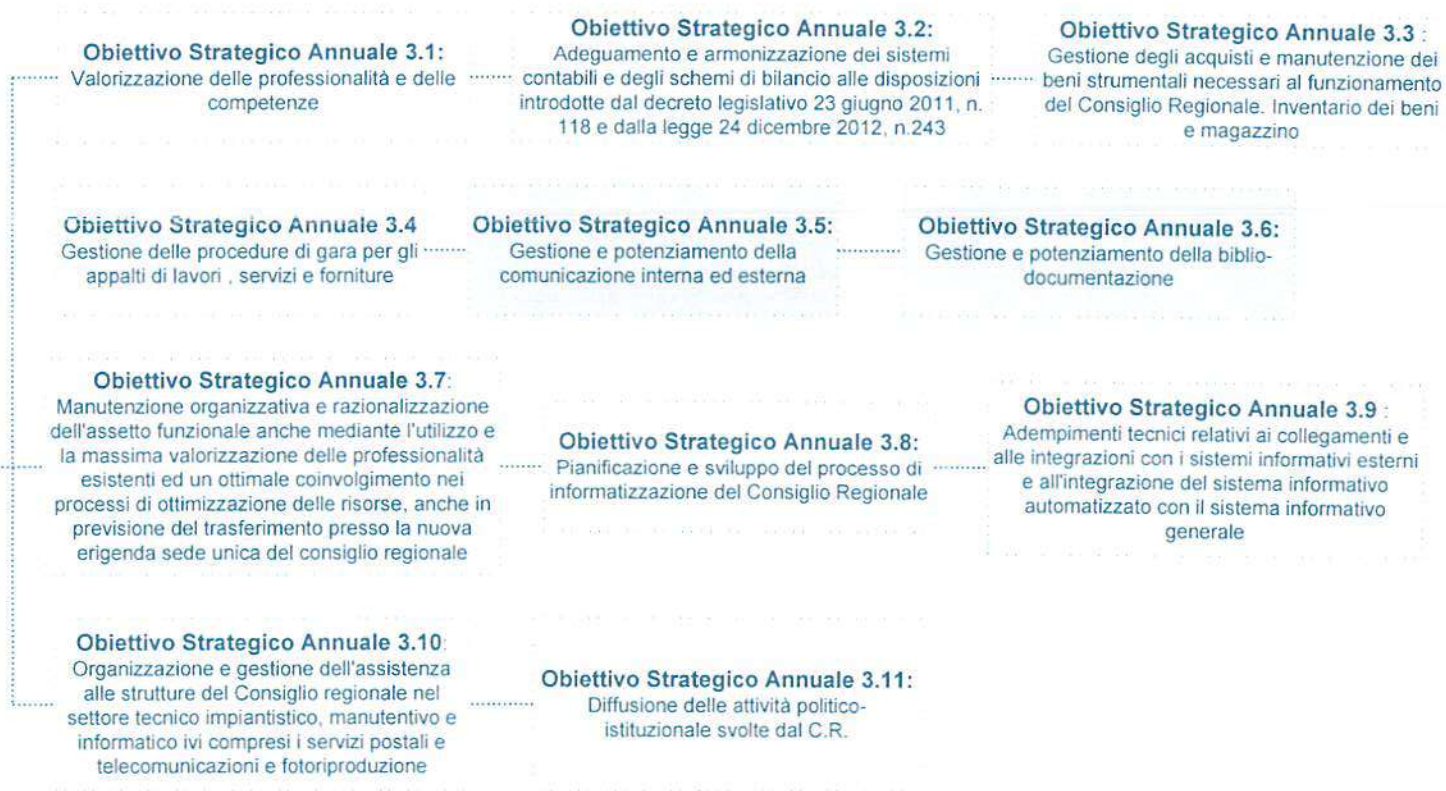 Obiettivo Strategico Annuale 3.1:
Valorizzazione delle professionalità e delle
competenze
Obiettivo Strategico Annuale 3.2:
Adeguamento e armonizzazione dei sistemi
contabili e degli schemi di bilancio alle disposizioni
introdotte dal decreto legislativo 23 giugno 2011, n.
118 e dalla legge 24 dicembre 2012, n.243
Obiettivo Strategico Annuale 3.3 :
Gestione degli acquisti e manutenzione dei
beni strumentali necessari al funzionamento
del Consiglio Regionale. Inventario dei beni
e magazzino
Obiettivo Strategico Annuale 3.4
Gestione delle procedure di gara per gli
appalti di lavori , servizi e forniture
Obiettivo Strategico Annuale 3.5:
Gestione e potenziamento della
comunicazione interna ed esterna
Obiettivo Strategico Annuale 3.6:
Gestione e potenziamento della biblio-
documentazione
Obiettivo Strategico Annuale 3.7:
Manutenzione organizzativa e razionalizzazione
dell'assetto funzionale anche mediante l'utilizzo e
la massima valorizzazione delle professionalità
esistenti ed un ottimale coinvolgimento nei
processi di ottimizzazione delle risorse, anche in
previsione del trasferimento presso la nuova
erigenda sede unica del consiglio regionale
Obiettivo Strategico Annuale 3.8:
Pianificazione e sviluppo del processo di
informatizzazione del Consiglio Regionale
Obiettivo Strategico Annuale 3.9 :
Adempimenti tecnici relativi ai collegamenti e
alle integrazioni con i sistemi informativi esterni
e all'integrazione del sistema informativo
automatizzato con il sistema informativo
generale
Obiettivo Strategico Annuale 3.10:
Organizzazione e gestione dell'assistenza
alle strutture del Consiglio regionale nel
settore tecnico impiantistico, manutentivo e
informatico ivi compresi i servizi postali e
telecomunicazioni e fotoriproduzione
Obiettivo Strategico Annuale 3.11:
Diffusione delle attività politico-
istituzionale svolte dal C.R.